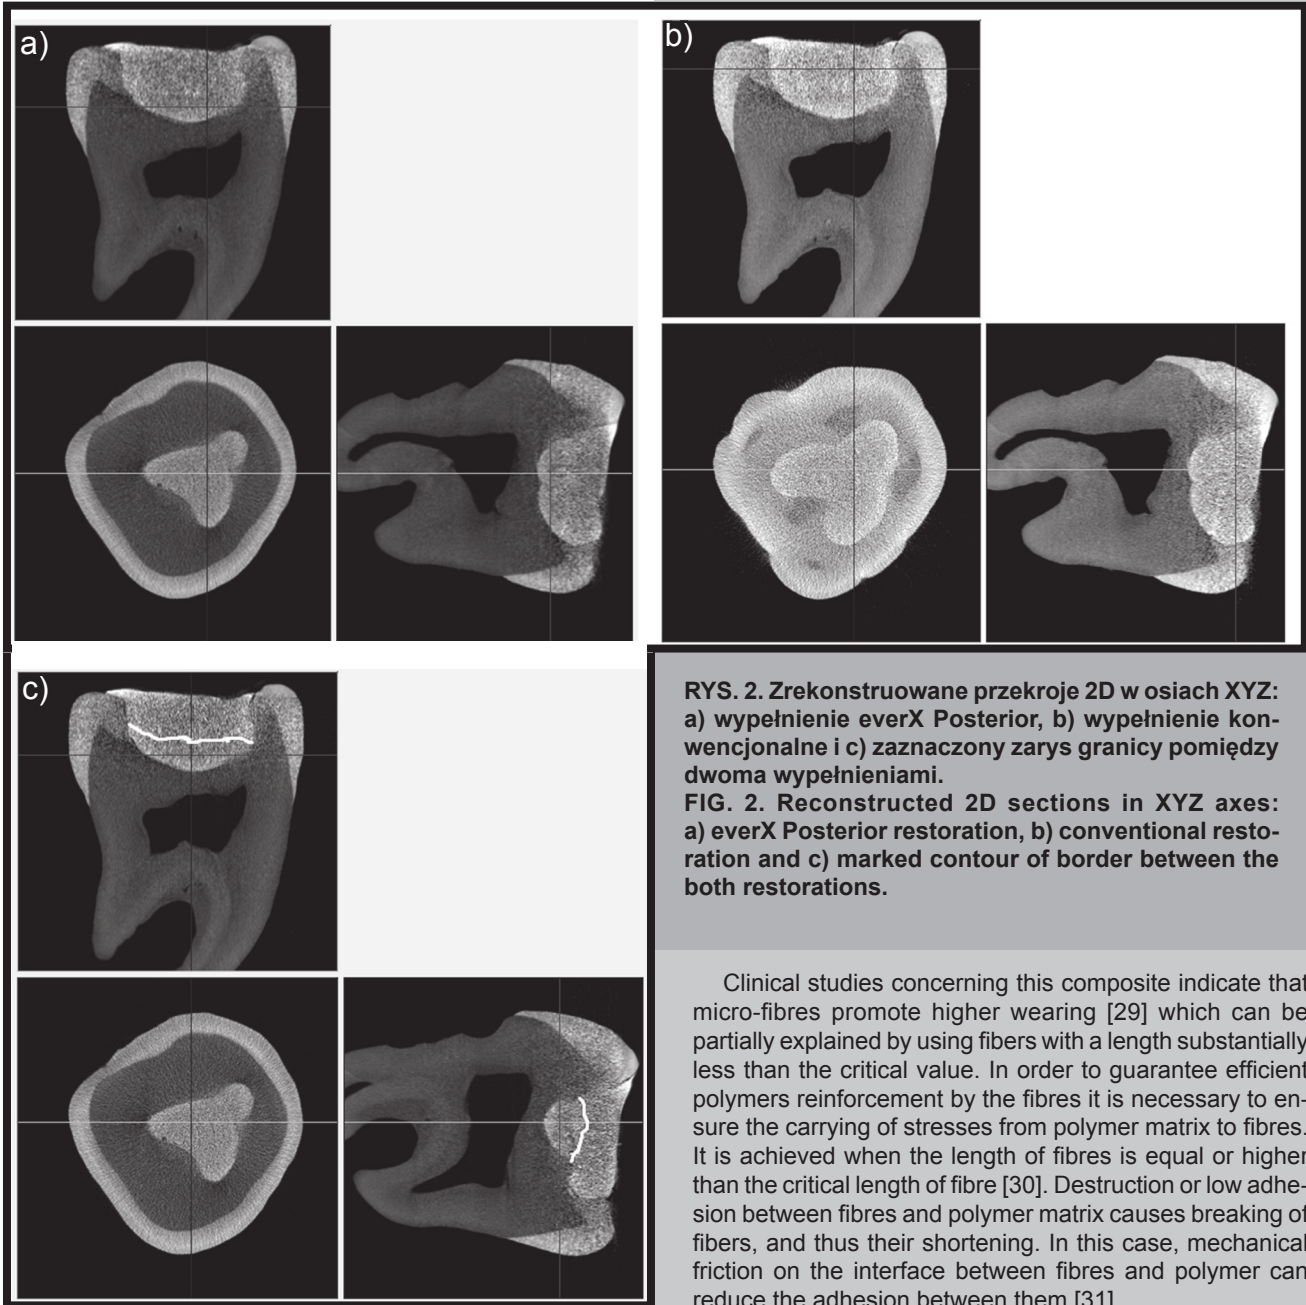 a)
b)
c)
RYS. 2. Zrekonstruowane przekroje 2D w osiach XYZ:
a) wypełnienie everX Posterior, b) wypełnienie kon-
wencjonalne i c) zaznaczony zarys granicy pomiędzy
dwoma wypełnieniami.
FIG. 2. Reconstructed 2D sections in XYZ axes:
a) everX Posterior restoration, b) conventional resto-
ration and c) marked contour of border between the
both restorations.
Clinical studies concerning this composite indicate that
micro-fibres promote higher wearing [29] which can be
partially explained by using fibers with a length substantially
less than the critical value. In order to guarantee efficient
polymers reinforcement by the fibres it is necessary to en-
sure the carrying of stresses from polymer matrix to fibres.
It is achieved when the length of fibres is equal or higher
than the critical length of fibre [30]. Destruction or low adhe-
sion between fibres and polymer matrix causes breaking of
fibers, and thus their shortening. In this case, mechanical
friction on the interface between fibres and polymer can
reduce the adhesion between them [31].